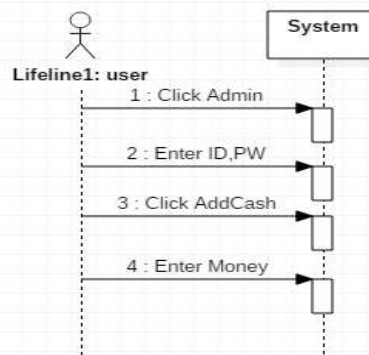 System
Lifeline1: user
1 : Click Admin
2 : Enter ID,PW
3 : Click AddCash
4 : Enter Money